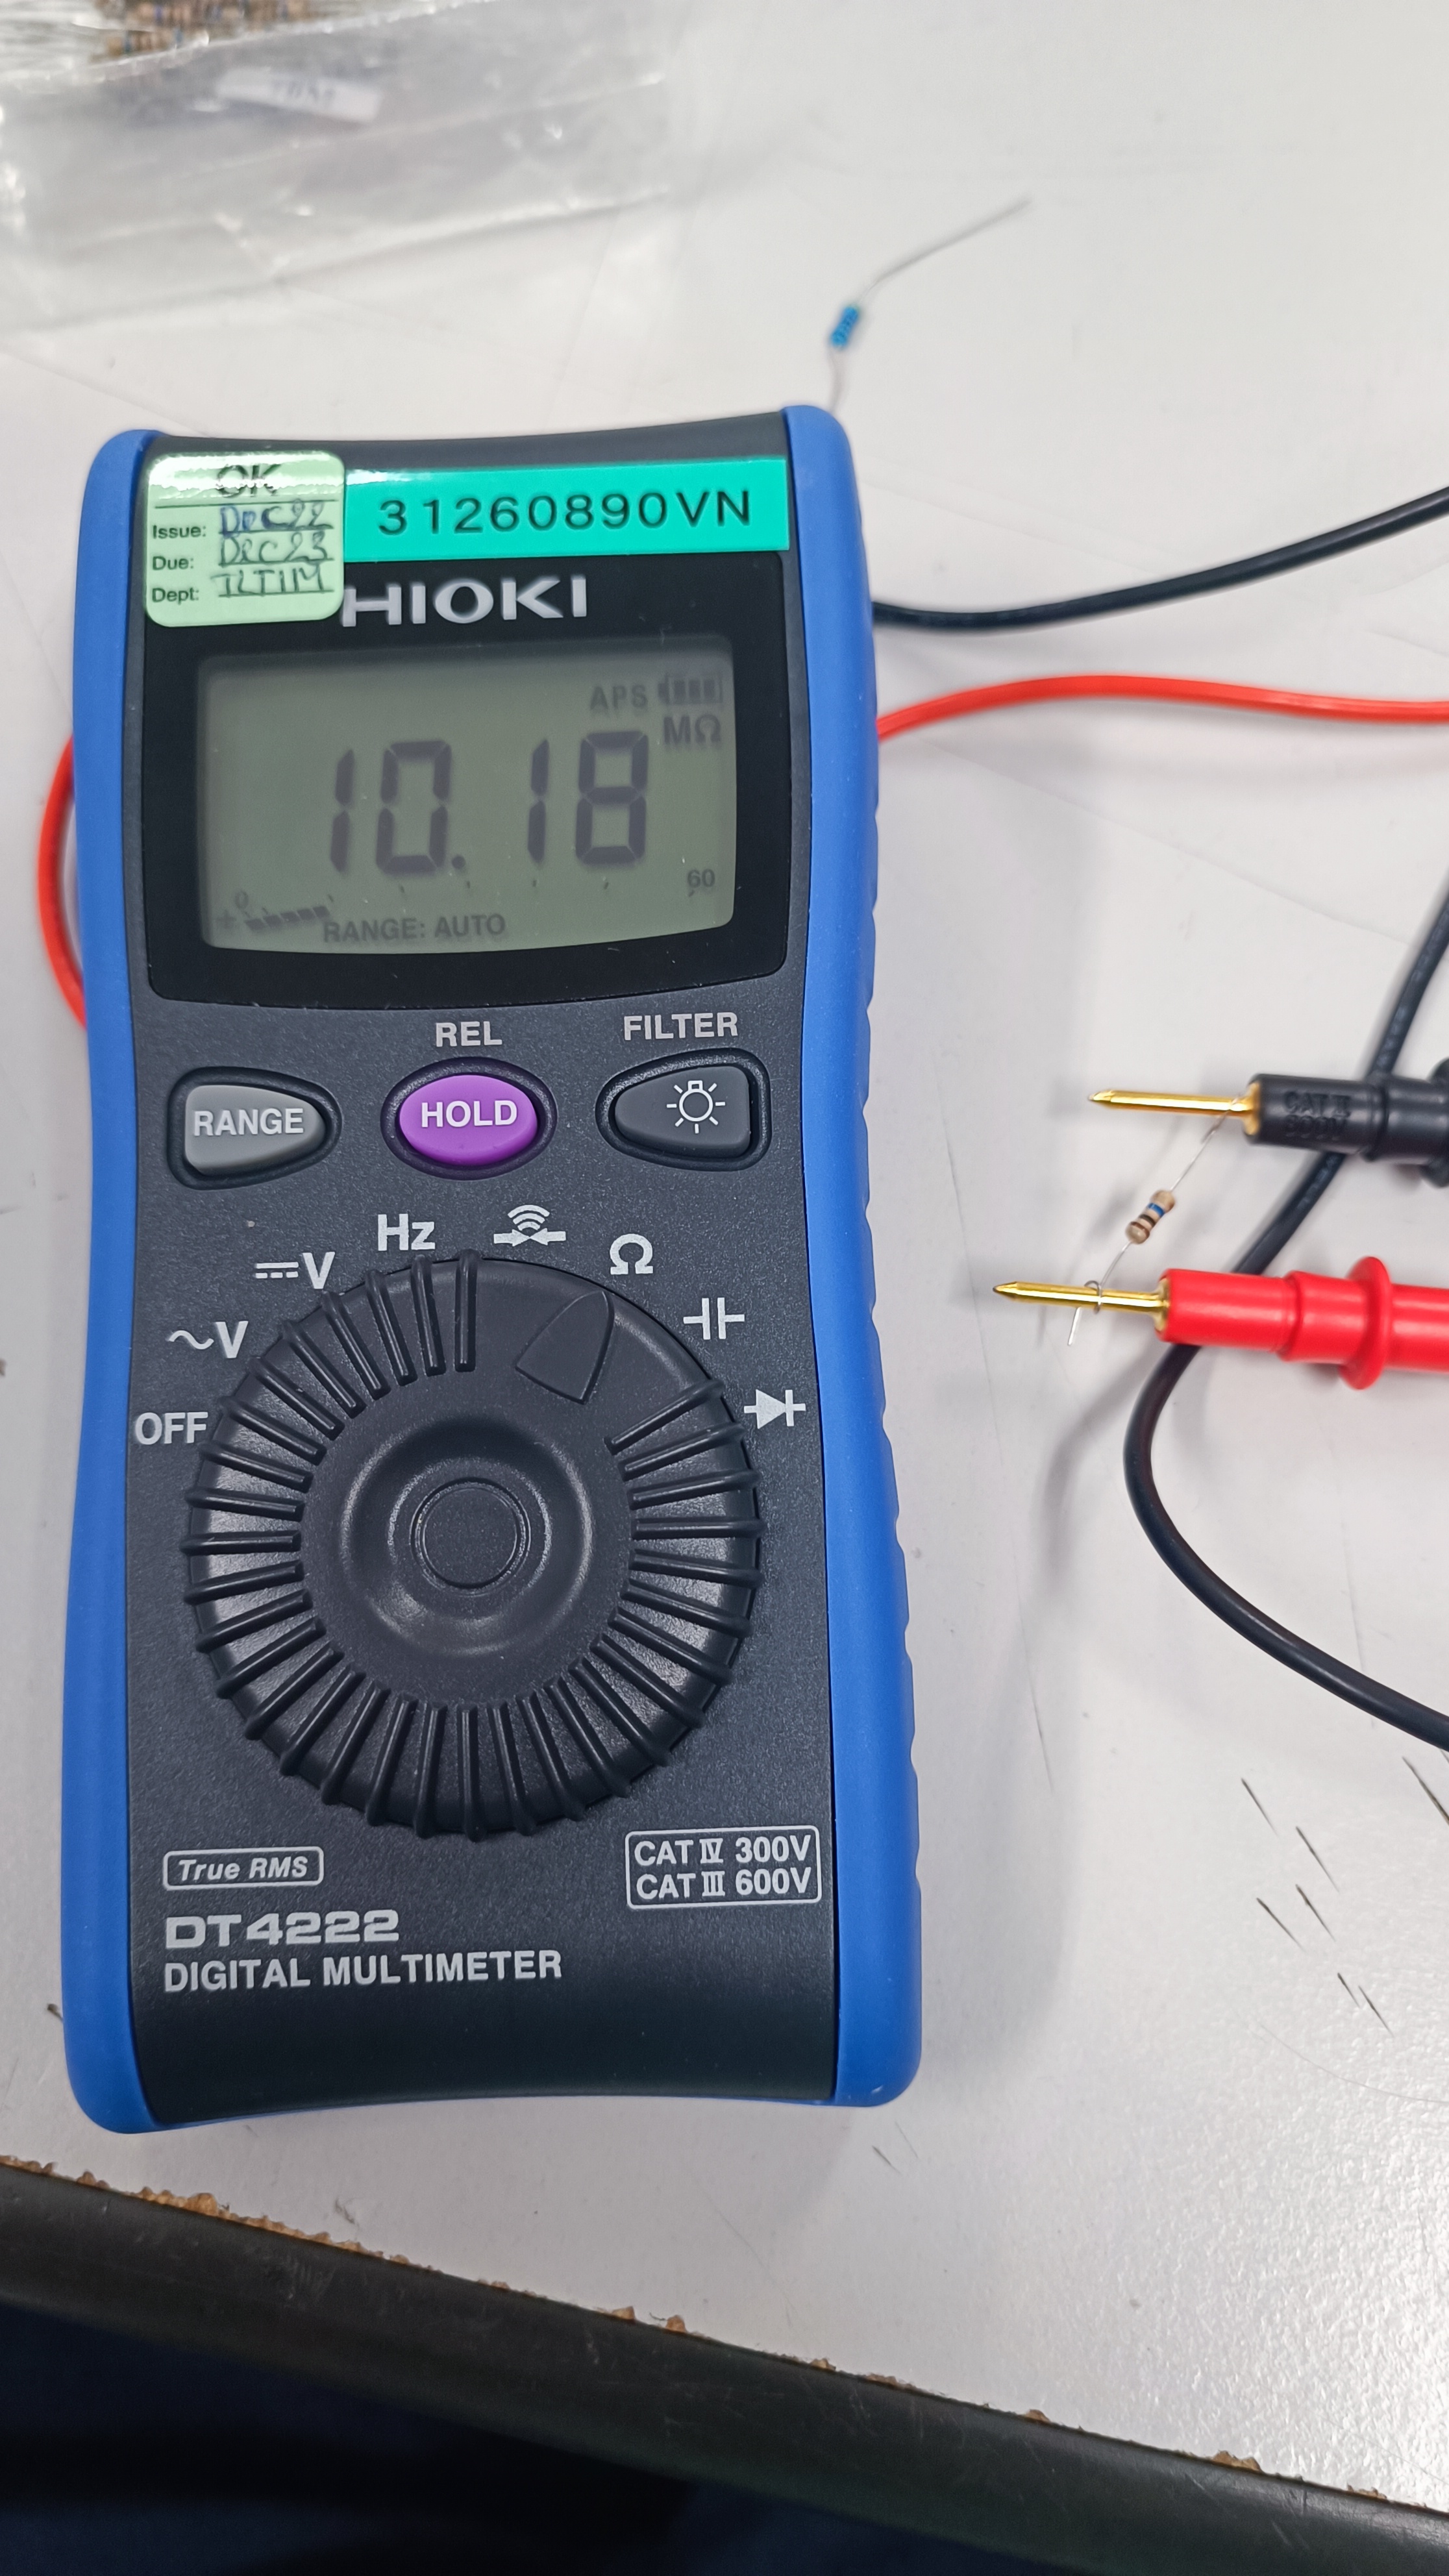 OK
Issue: Dec22
Due: Dec23
Dept:
31260890VN
HIOKI
APS
MΩ
10.18
0
60
+
RANGE: AUTO
REL
FILTER
RANGE
HOLD
Hz
Ω
⎓V
~V
OFF
True RMS
CAT Ⅳ 300V
CAT Ⅲ 600V
DT4222
DIGITAL MULTIMETER